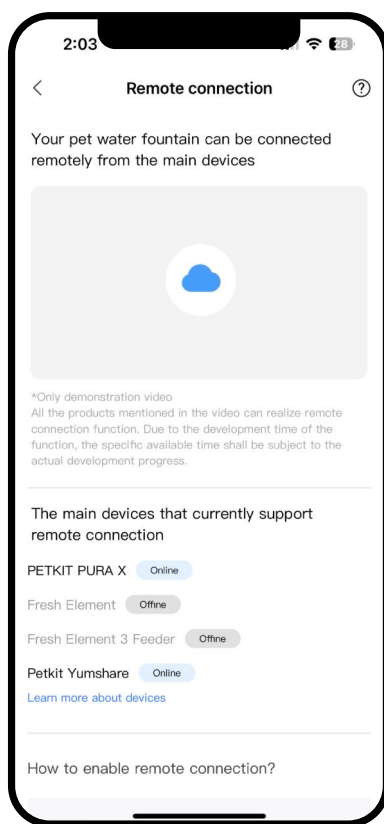 2:03
28
Remote connection
?
Your pet water fountain can be connected
remotely from the main devices
*Only demonstration video
All the products mentioned in the video can realize remote
connection function. Due to the development time of the
function, the specific available time shall be subject to the
actual development progress.
The main devices that currently support
remote connection
PETKIT PURA X Online
Fresh Element Offine
Fresh Element 3 Feeder Offine
Petkit Yumshare Online
Learn more about devices
How to enable remote connection?